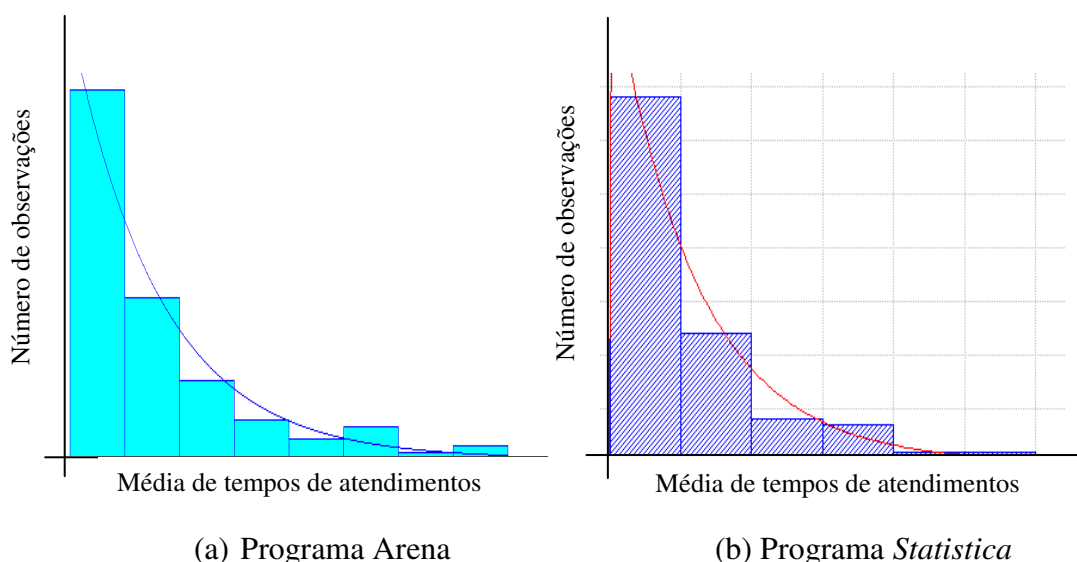 Número de observações
Média de tempos de atendimentos
(a) Programa Arena
Número de observações
Média de tempos de atendimentos
(b) Programa Statistica